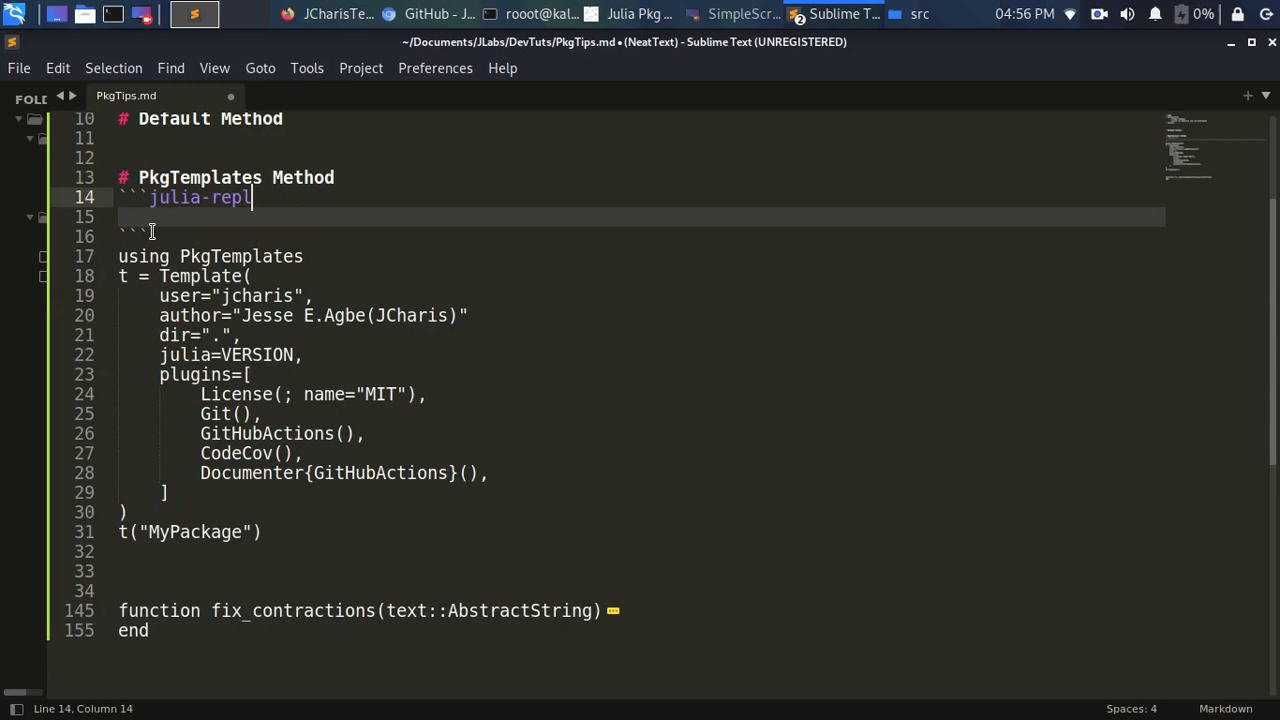 JCharisTe...
GitHub - J...
rooot@kal...
Julia Pkg ...
SimpleScr...
2
Sublime T...
src
04:56 PM
0%
~/Documents/JLabs/DevTuts/PkgTips.md • (NeatText) - Sublime Text (UNREGISTERED)
File Edit Selection Find View Goto Tools Project Preferences Help
FOLD
PkgTips.md
10 # Default Method
11
12
13 # PkgTemplates Method
14 ```julia-repl
15
16 ```
17 using PkgTemplates
18 t = Template(
19     user="jcharis",
20     author="Jesse E.Agbe(JCharis)"
21     dir=".",
22     julia=VERSION,
23     plugins=[
24         License(; name="MIT"),
25         Git(),
26         GitHubActions(),
27         CodeCov(),
28         Documenter{GitHubActions}(),
29     ]
30 )
31 t("MyPackage")
32
33
34
145 function fix_contractions(text::AbstractString)
155 end
Line 14, Column 14
Spaces: 4
Markdown